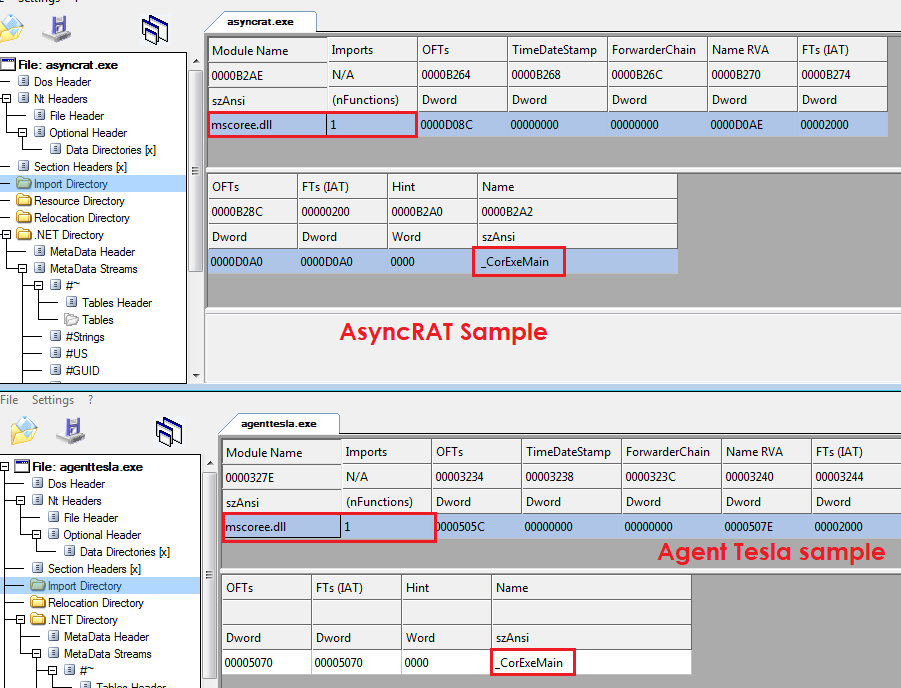 Settings ?
asyncrat.exe
File: asyncrat.exe
Dos Header
Nt Headers
File Header
Optional Header
Data Directories [x]
Section Headers [x]
Import Directory
Resource Directory
Relocation Directory
.NET Directory
MetaData Header
MetaData Streams
#~
Tables Header
Tables
#Strings
#US
#GUID
Module Name Imports OFTs TimeDateStamp ForwarderChain Name RVA FTs (IAT)
0000B2AE N/A 0000B264 0000B268 0000B26C 0000B270 0000B274
szAnsi (nFunctions) Dword Dword Dword Dword Dword
mscoree.dll 1 0000D08C 00000000 00000000 0000D0AE 00002000
OFTs FTs (IAT) Hint Name
0000B28C 00000200 0000B2A0 0000B2A2
Dword Dword Word szAnsi
0000D0A0 0000D0A0 0000 _CorExeMain
AsyncRAT Sample
File Settings ?
agenttesla.exe
File: agenttesla.exe
Dos Header
Nt Headers
File Header
Optional Header
Data Directories [x]
Section Headers [x]
Import Directory
Relocation Directory
.NET Directory
MetaData Header
MetaData Streams
#~
Tables Header
Module Name Imports OFTs TimeDateStamp ForwarderChain Name RVA FTs (IAT)
0000327E N/A 00003234 00003238 0000323C 00003240 00003244
szAnsi (nFunctions) Dword Dword Dword Dword Dword
mscoree.dll 1 0000505C 00000000 00000000 0000507E 00002000
Agent Tesla sample
OFTs FTs (IAT) Hint Name
Dword Dword Word szAnsi
00005070 00005070 0000 _CorExeMain